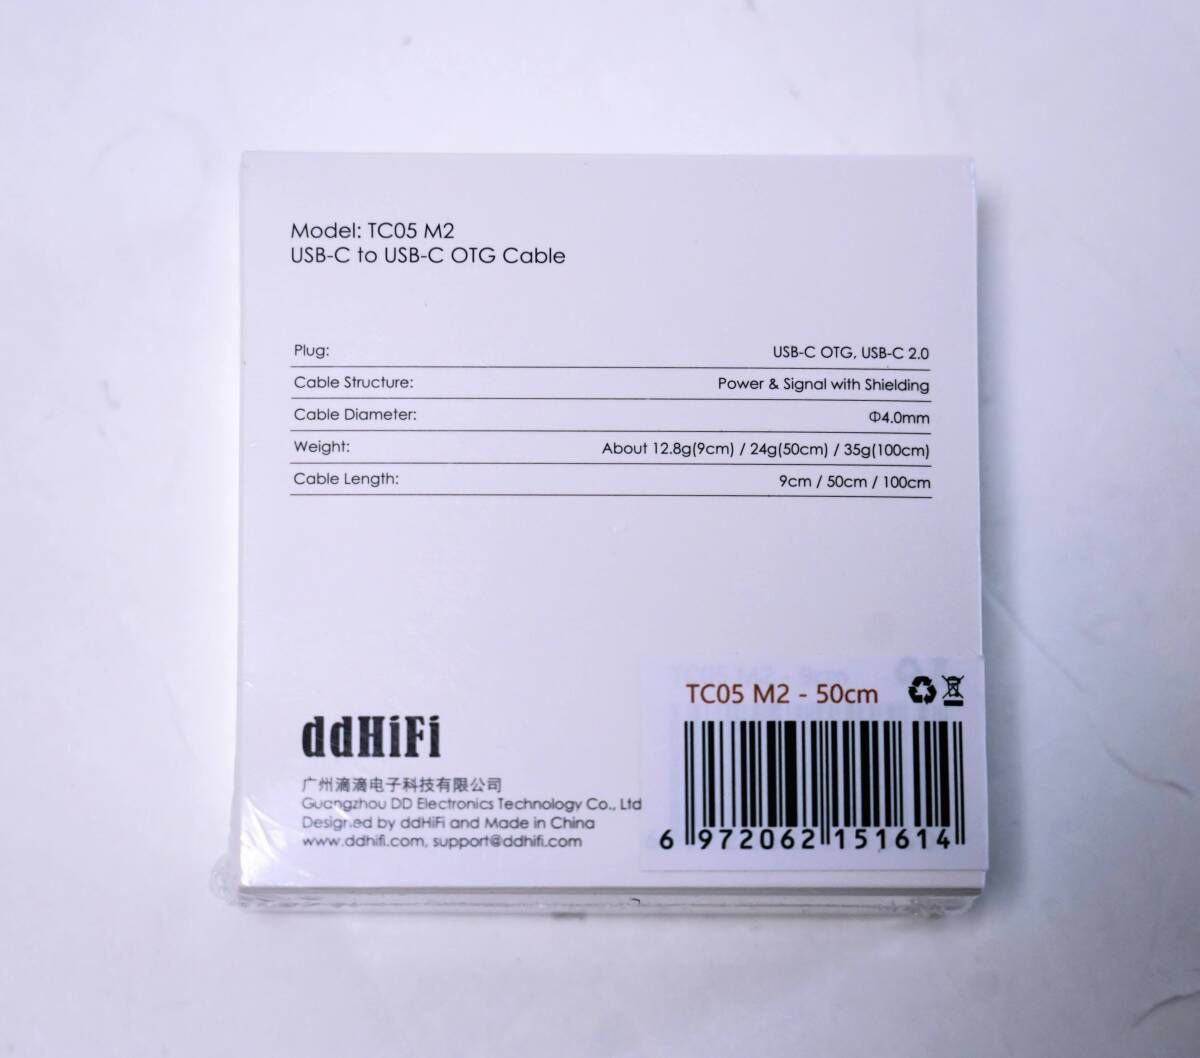 Model: TC05 M2
USB-C to USB-C OTG Cable
Plug: USB-C OTG, USB-C 2.0
Cable Structure: Power & Signal with Shielding
Cable Diameter: Φ4.0mm
Weight: About 12.8g(9cm) / 24g(50cm) / 35g(100cm)
Cable Length: 9cm / 50cm / 100cm
TC05 M2 - 50cm
6 972062 151614
ddHiFi
广州滴滴电子科技有限公司
Guangzhou DD Electronics Technology Co., Ltd
Designed by ddHiFi and Made in China
www.ddhifi.com, support@ddhifi.com